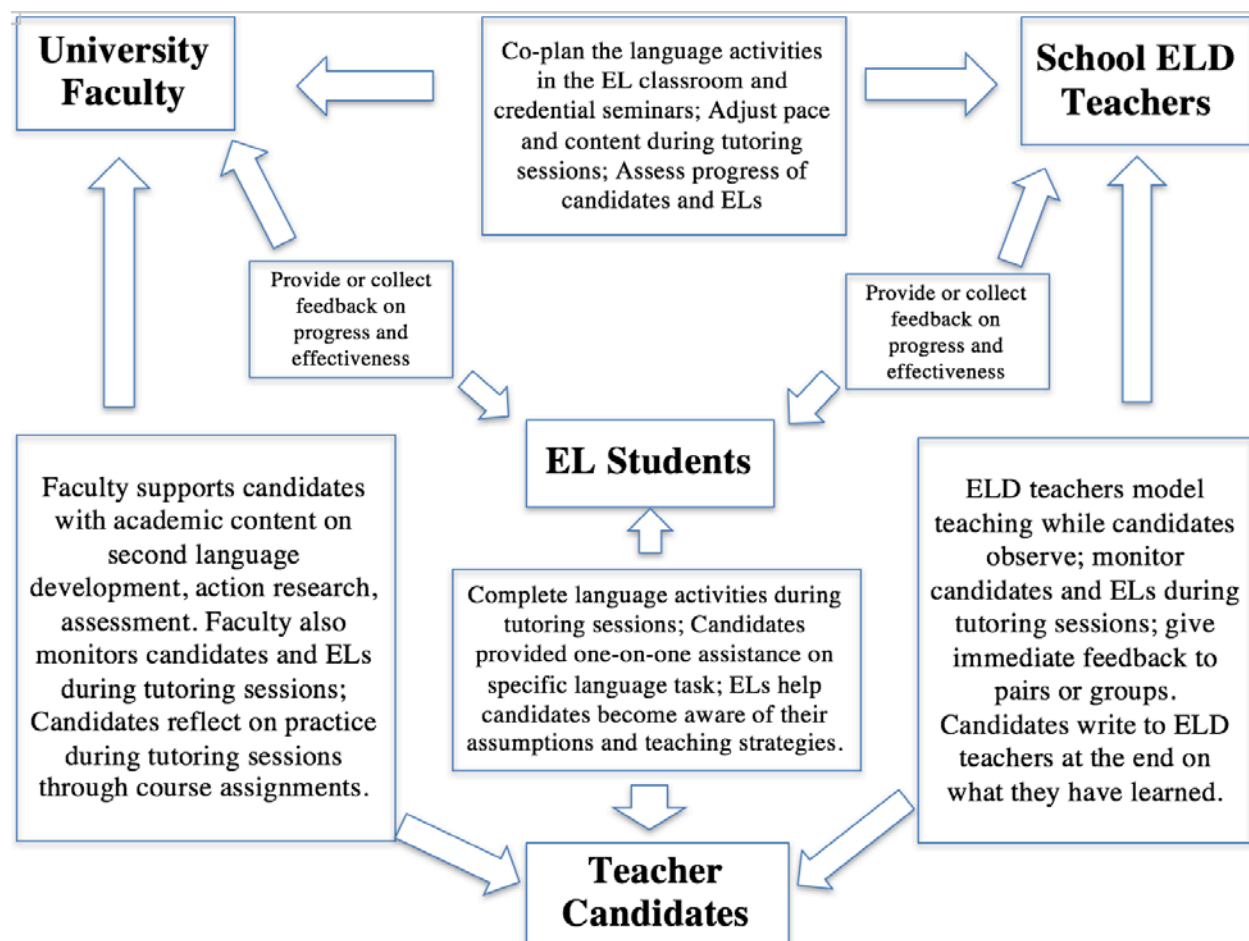 University
Faculty
Co-plan the language activities
in the EL classroom and
credential seminars; Adjust pace
and content during tutoring
sessions; Assess progress of
candidates and ELs
School ELD
Teachers
Provide or collect
feedback on
progress and
effectiveness
Provide or collect
feedback on
progress and
effectiveness
EL Students
Faculty supports candidates
with academic content on
second language
development, action research,
assessment. Faculty also
monitors candidates and ELs
during tutoring sessions;
Candidates reflect on practice
during tutoring sessions
through course assignments.
Complete language activities during
tutoring sessions; Candidates
provided one-on-one assistance on
specific language task; ELs help
candidates become aware of their
assumptions and teaching strategies.
ELD teachers model
teaching while candidates
observe; monitor
candidates and ELs during
tutoring sessions; give
immediate feedback to
pairs or groups.
Candidates write to ELD
teachers at the end on
what they have learned.
Teacher
Candidates